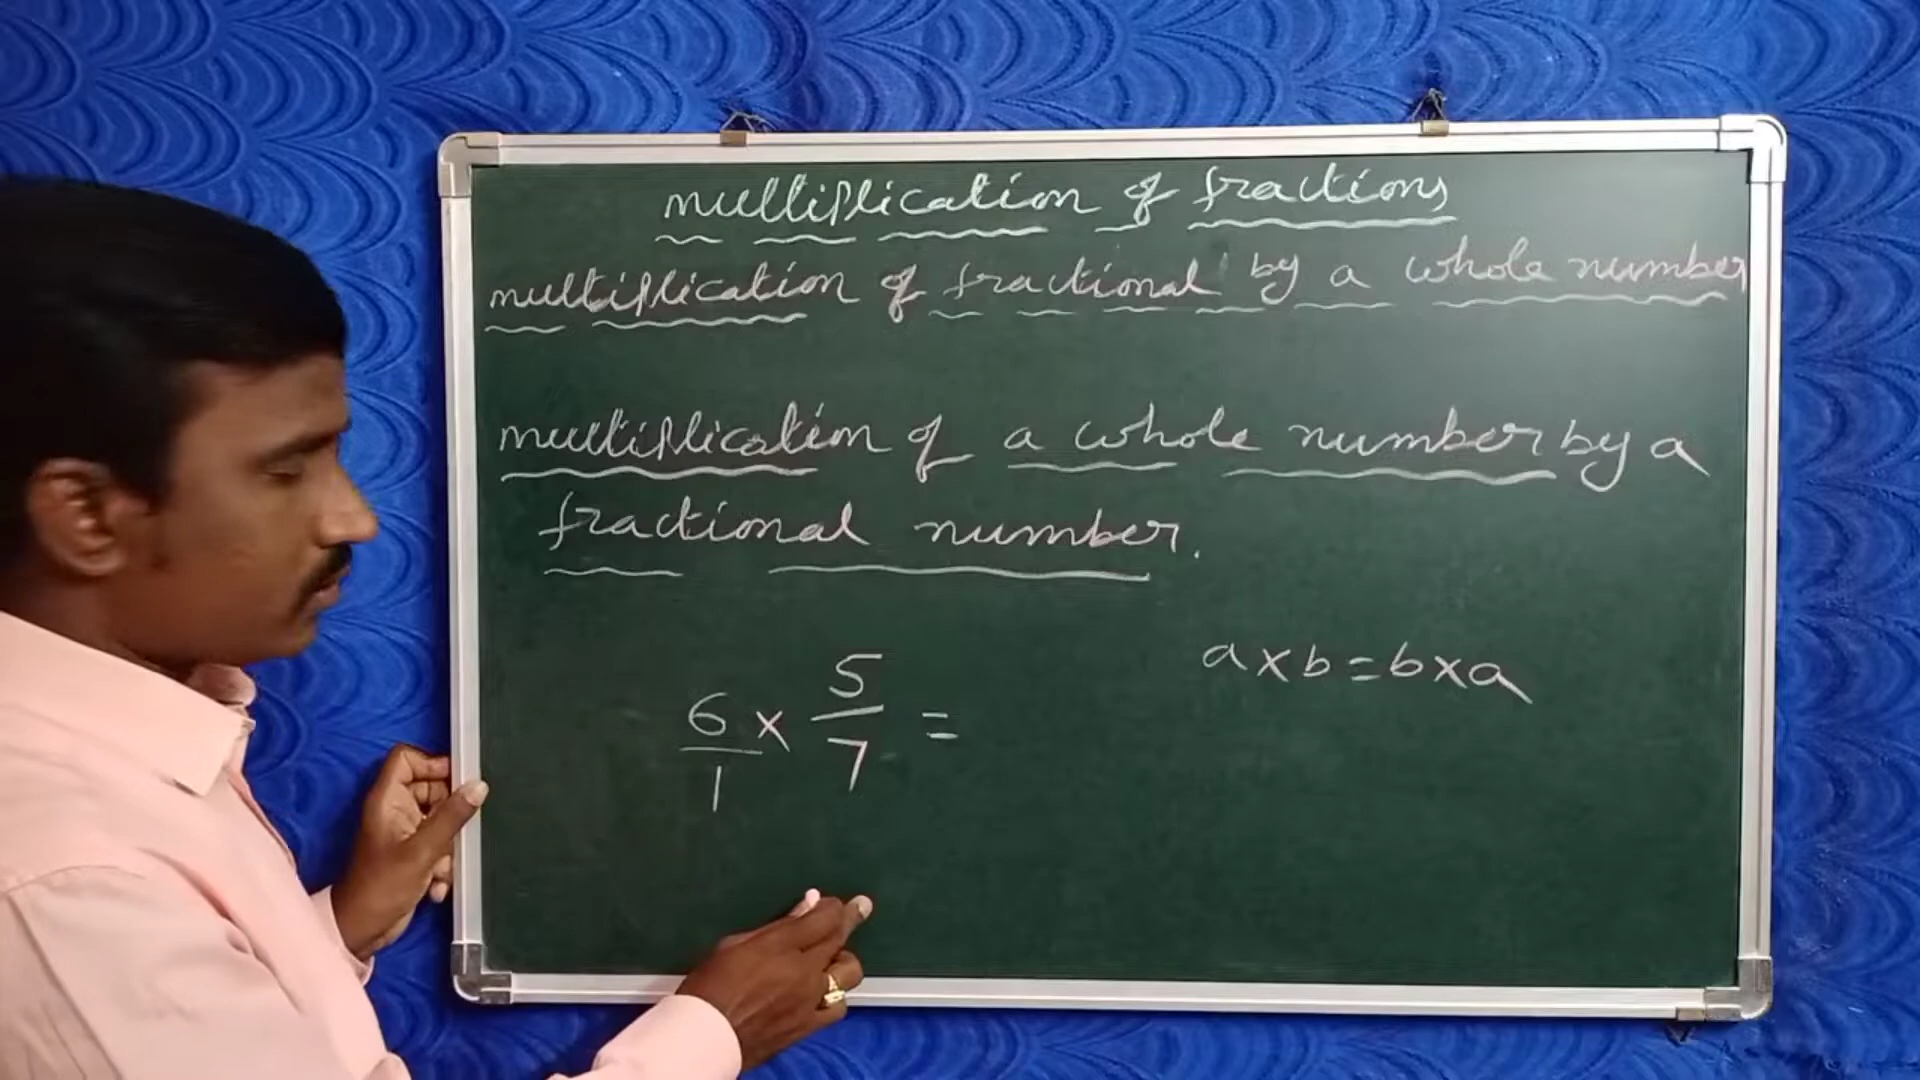 multiplication of fractions
multiplication of fractional by a whole number
multiplication of a whole number by a
fractional number.
6/1 × 5/7 =
a×b=b×a